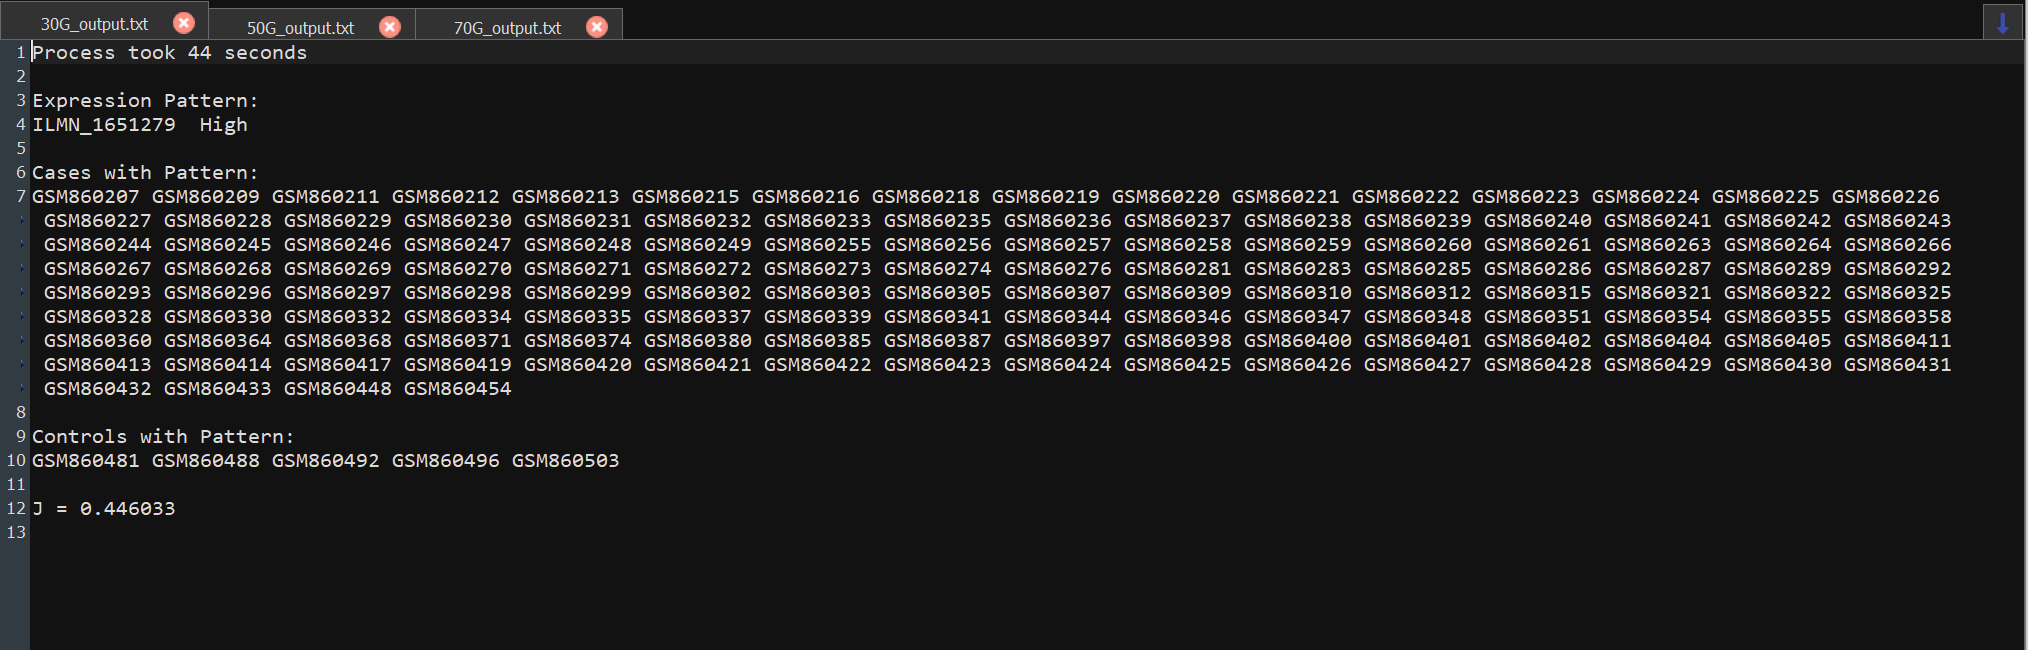 30G_output.txt 50G_output.txt 70G_output.txt
1 Process took 44 seconds
2
3 Expression Pattern:
4 ILMN_1651279  High
5
6 Cases with Pattern:
7 GSM860207 GSM860209 GSM860211 GSM860212 GSM860213 GSM860215 GSM860216 GSM860218 GSM860219 GSM860220 GSM860221 GSM860222 GSM860223 GSM860224 GSM860225 GSM860226
GSM860227 GSM860228 GSM860229 GSM860230 GSM860231 GSM860232 GSM860233 GSM860235 GSM860236 GSM860237 GSM860238 GSM860239 GSM860240 GSM860241 GSM860242 GSM860243
GSM860244 GSM860245 GSM860246 GSM860247 GSM860248 GSM860249 GSM860255 GSM860256 GSM860257 GSM860258 GSM860259 GSM860260 GSM860261 GSM860263 GSM860264 GSM860266
GSM860267 GSM860268 GSM860269 GSM860270 GSM860271 GSM860272 GSM860273 GSM860274 GSM860276 GSM860281 GSM860283 GSM860285 GSM860286 GSM860287 GSM860289 GSM860292
GSM860293 GSM860296 GSM860297 GSM860298 GSM860299 GSM860302 GSM860303 GSM860305 GSM860307 GSM860309 GSM860310 GSM860312 GSM860315 GSM860321 GSM860322 GSM860325
GSM860328 GSM860330 GSM860332 GSM860334 GSM860335 GSM860337 GSM860339 GSM860341 GSM860344 GSM860346 GSM860347 GSM860348 GSM860351 GSM860354 GSM860355 GSM860358
GSM860360 GSM860364 GSM860368 GSM860371 GSM860374 GSM860380 GSM860385 GSM860387 GSM860397 GSM860398 GSM860400 GSM860401 GSM860402 GSM860404 GSM860405 GSM860411
GSM860413 GSM860414 GSM860417 GSM860419 GSM860420 GSM860421 GSM860422 GSM860423 GSM860424 GSM860425 GSM860426 GSM860427 GSM860428 GSM860429 GSM860430 GSM860431
GSM860432 GSM860433 GSM860448 GSM860454
8
9 Controls with Pattern:
10 GSM860481 GSM860488 GSM860492 GSM860496 GSM860503
11
12 J = 0.446033
13